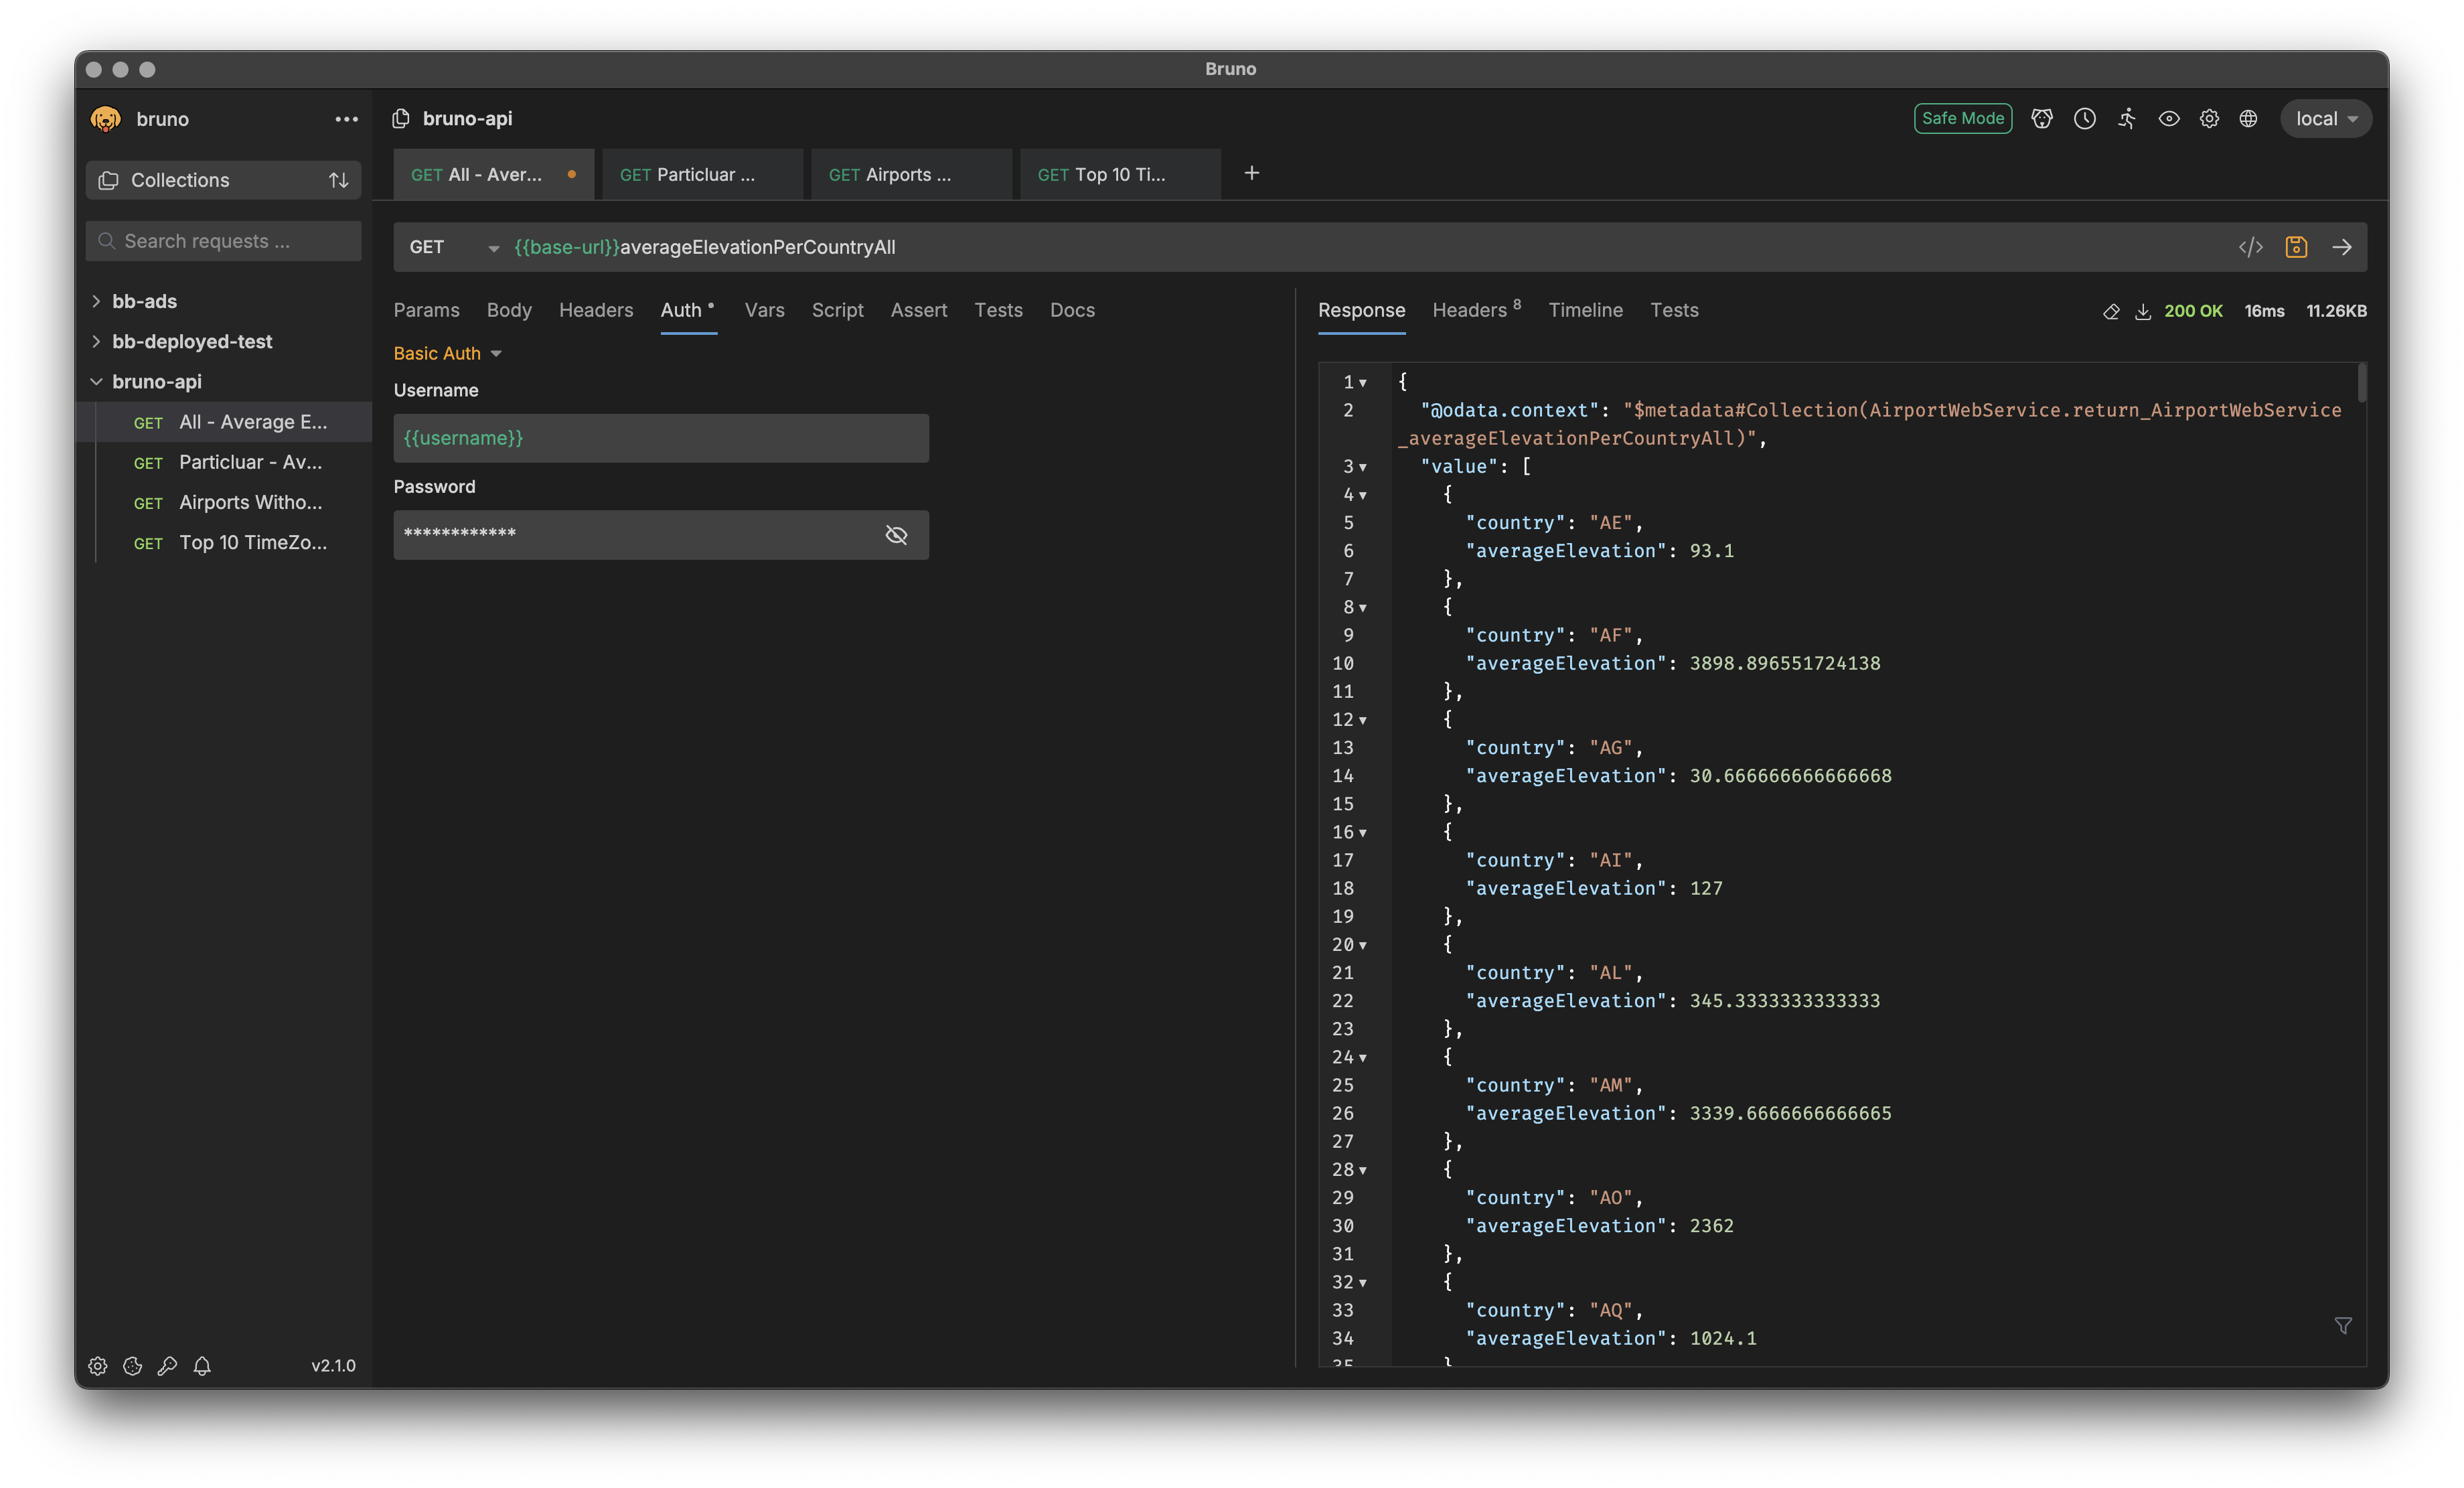 Bruno
bruno
bruno-api
Safe Mode
local
Collections
GET All - Aver...
GET Particluar ...
GET Airports ...
GET Top 10 Ti...
+
Search requests ...
GET
{{base-url}}averageElevationPerCountryAll
bb-ads
bb-deployed-test
bruno-api
GET All - Average E...
GET Particluar - Av...
GET Airports Witho...
GET Top 10 TimeZo...
v2.1.0
Params Body Headers Auth Vars Script Assert Tests Docs
Basic Auth
Username
{{username}}
Password
************
Response Headers 8 Timeline Tests
200 OK 16ms 11.26KB
1 {
2 "@odata.context": "$metadata#Collection(AirportWebService.return_AirportWebService
_averageElevationPerCountryAll)",
3 "value": [
4 {
5 "country": "AE",
6 "averageElevation": 93.1
7 },
8 {
9 "country": "AF",
10 "averageElevation": 3898.896551724138
11 },
12 {
13 "country": "AG",
14 "averageElevation": 30.666666666666668
15 },
16 {
17 "country": "AI",
18 "averageElevation": 127
19 },
20 {
21 "country": "AL",
22 "averageElevation": 345.3333333333333
23 },
24 {
25 "country": "AM",
26 "averageElevation": 3339.6666666666665
27 },
28 {
29 "country": "AO",
30 "averageElevation": 2362
31 },
32 {
33 "country": "AQ",
34 "averageElevation": 1024.1
35 }